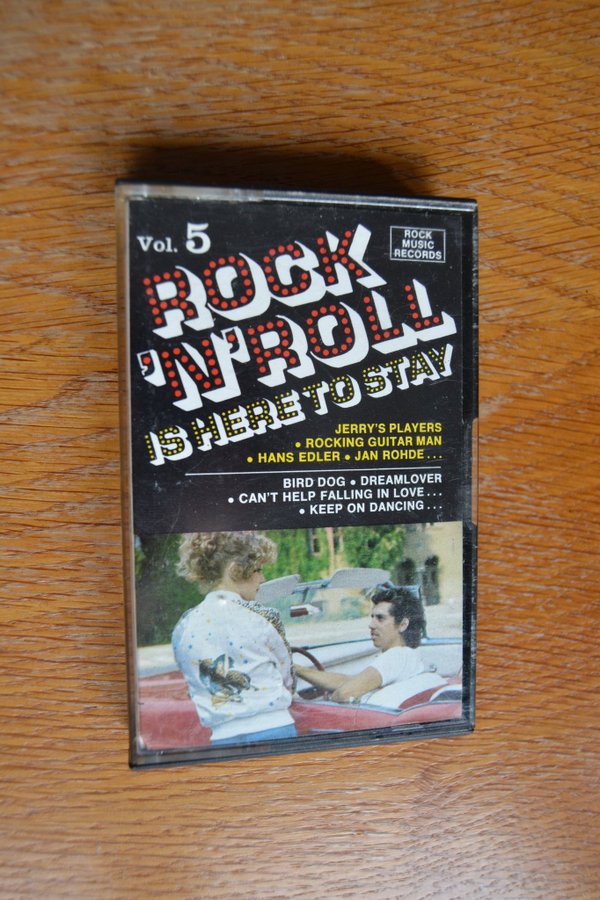 Vol. 5
ROCK MUSIC RECORDS
ROCK
'N' ROLL
IS HERE TO STAY
JERRY'S PLAYERS
• ROCKING GUITAR MAN
• HANS EDLER • JAN ROHDE...
BIRD DOG • DREAMLOVER
• CAN'T HELP FALLING IN LOVE...
• KEEP ON DANCING...